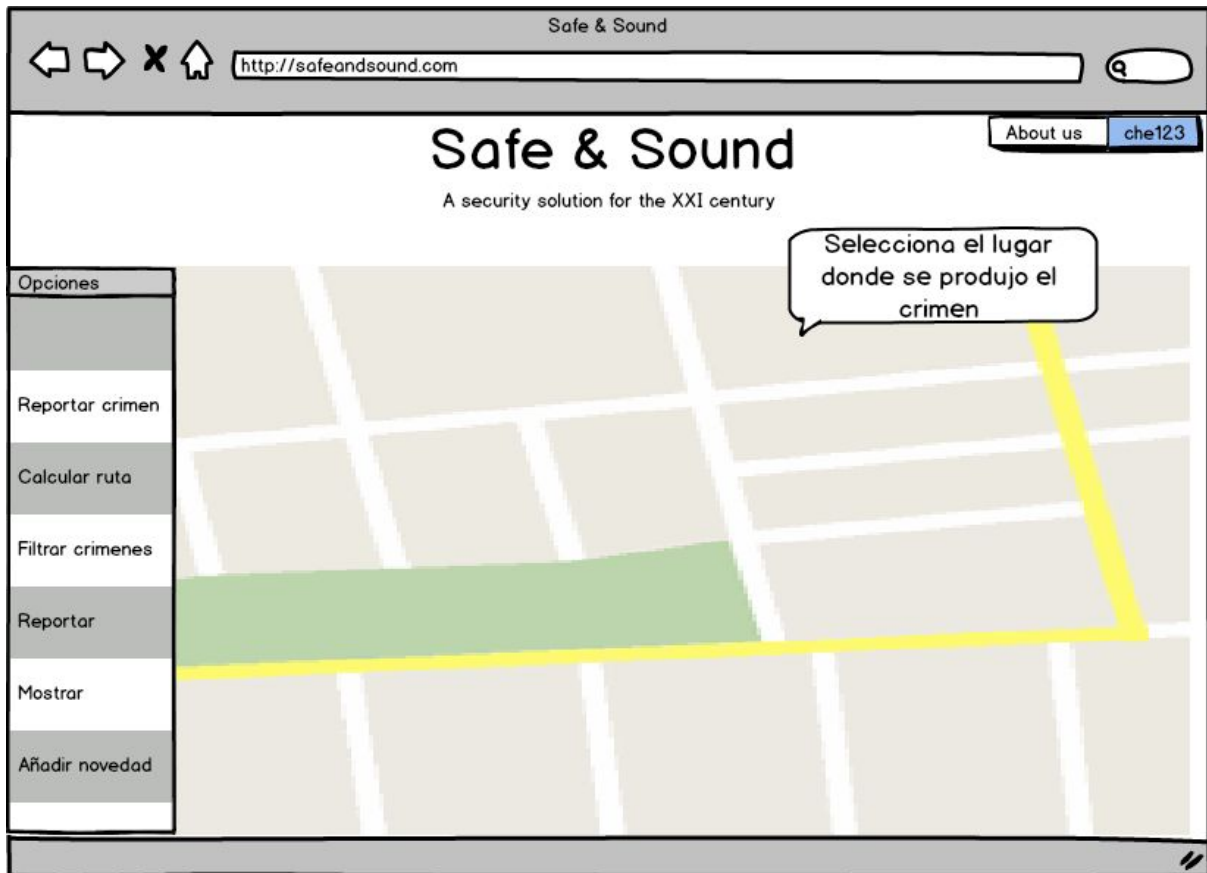 Safe & Sound
http://safeandsound.com
About us
che123
Safe & Sound
A security solution for the XXI century
Selecciona el lugar
donde se produjo el
crimen
Opciones
Reportar crimen
Calcular ruta
Filtrar crimenes
Reportar
Mostrar
Añadir novedad